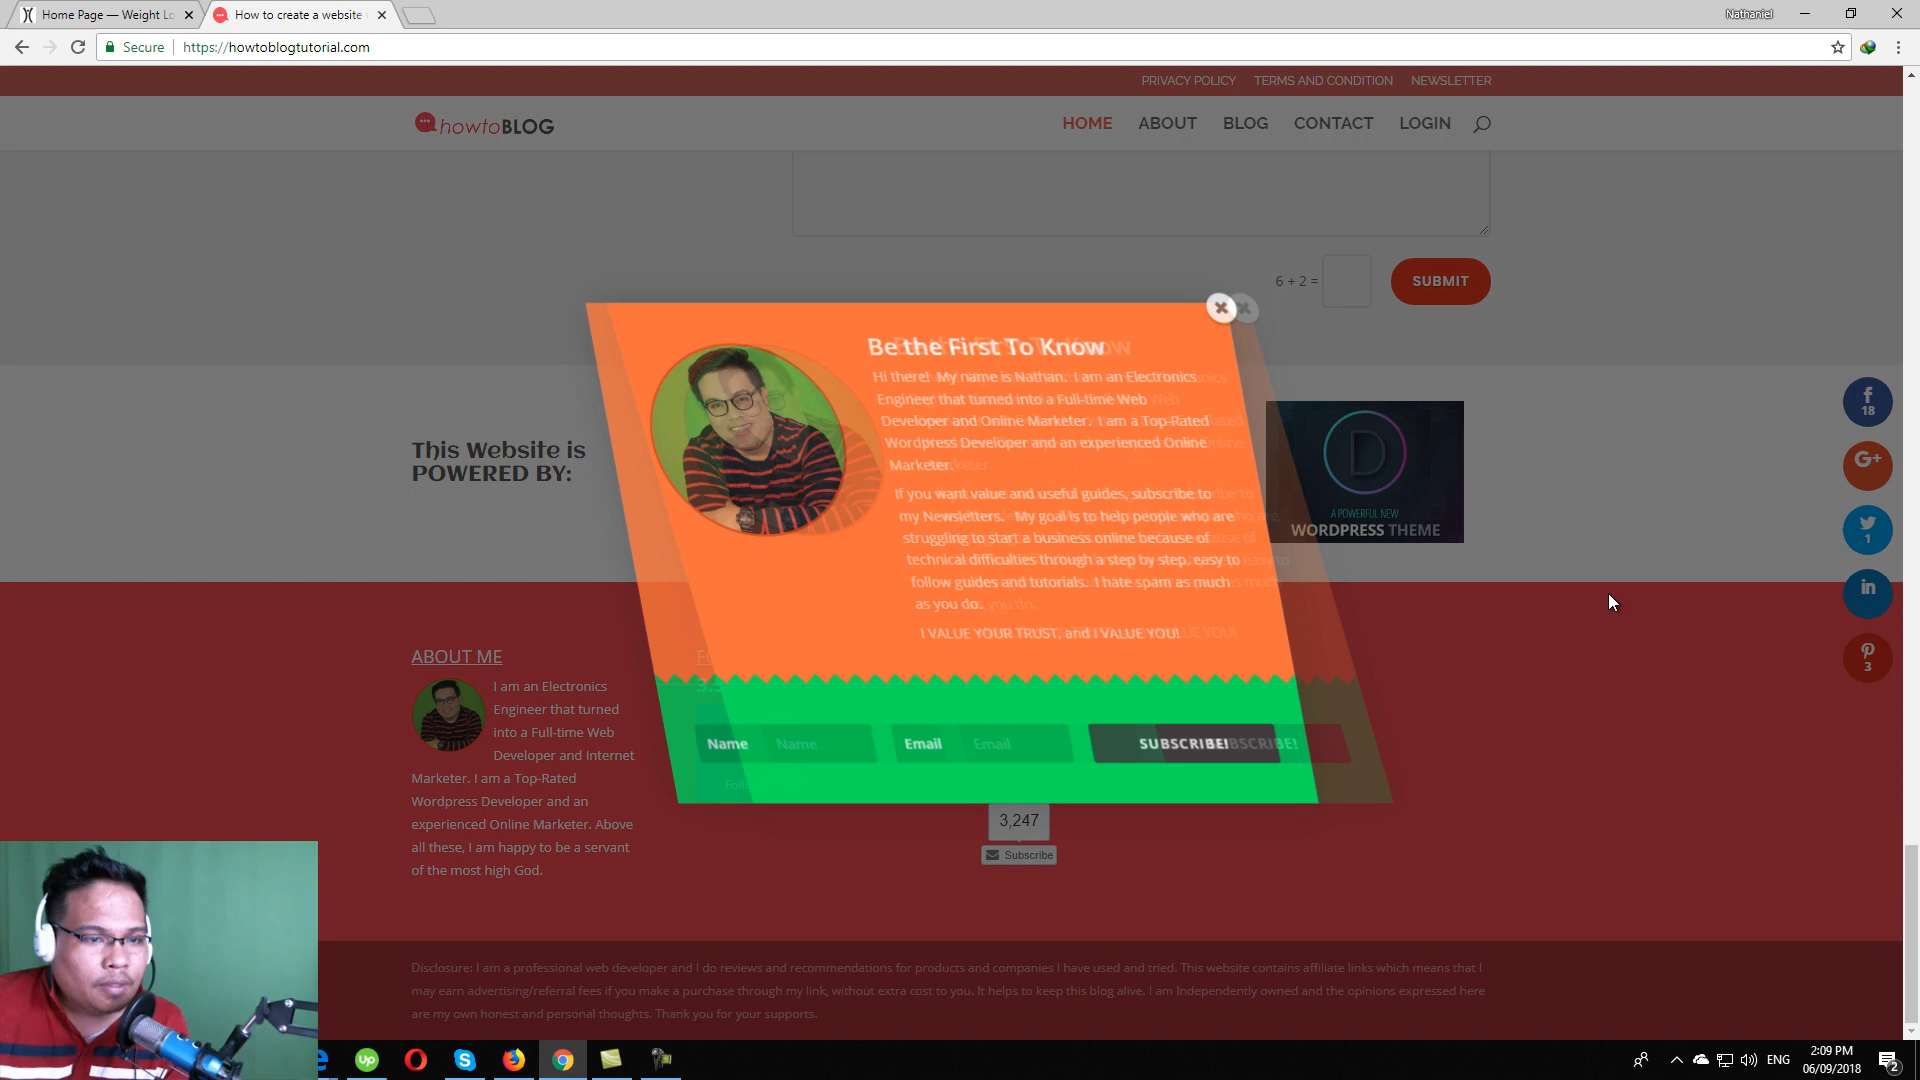 Home Page — Weight Lo
How to create a website
Nathaniel
Secure
https://howtoblogtutorial.com
PRIVACY POLICY
TERMS AND CONDITION
NEWSLETTER
howtoBLOG
HOME
ABOUT
BLOG
CONTACT
LOGIN
6 + 2 =
SUBMIT
Be the First To Know
Hi there! My name is Nathan. I am an Electronics
Engineer that turned into a Full-time Web
Developer and Online Marketer. I am a Top-Rated
Wordpress Developer and an experienced Online
Marketer.
If you want value and useful guides, subscribe to
my Newsletters. My goal is to help people who are
struggling to start a business online because of
technical difficulties through a step by step, easy to
follow guides and tutorials. I hate spam as much
as you do.
I VALUE YOUR TRUST, and I VALUE YOU!
Name
Name
Email
Email
SUBSCRIBE!
This Website is
POWERED BY:
D
A POWERFUL NEW
WORDPRESS THEME
18
G+
1
in
3
ABOUT ME
I am an Electronics
Engineer that turned
into a Full-time Web
Developer and Internet
Marketer. I am a Top-Rated
Wordpress Developer and an
experienced Online Marketer. Above
all these, I am happy to be a servant
of the most high God.
3,247
Subscribe
Disclosure: I am a professional web developer and I do reviews and recommendations for products and companies I have used and tried. This website contains affiliate links which means that I
may earn advertising/referral fees if you make a purchase through my link, without extra cost to you. It helps to keep this blog alive. I am Independently owned and the opinions expressed here
are my own honest and personal thoughts. Thank you for your supports.
up
ENG
2:09 PM
06/09/2018
2